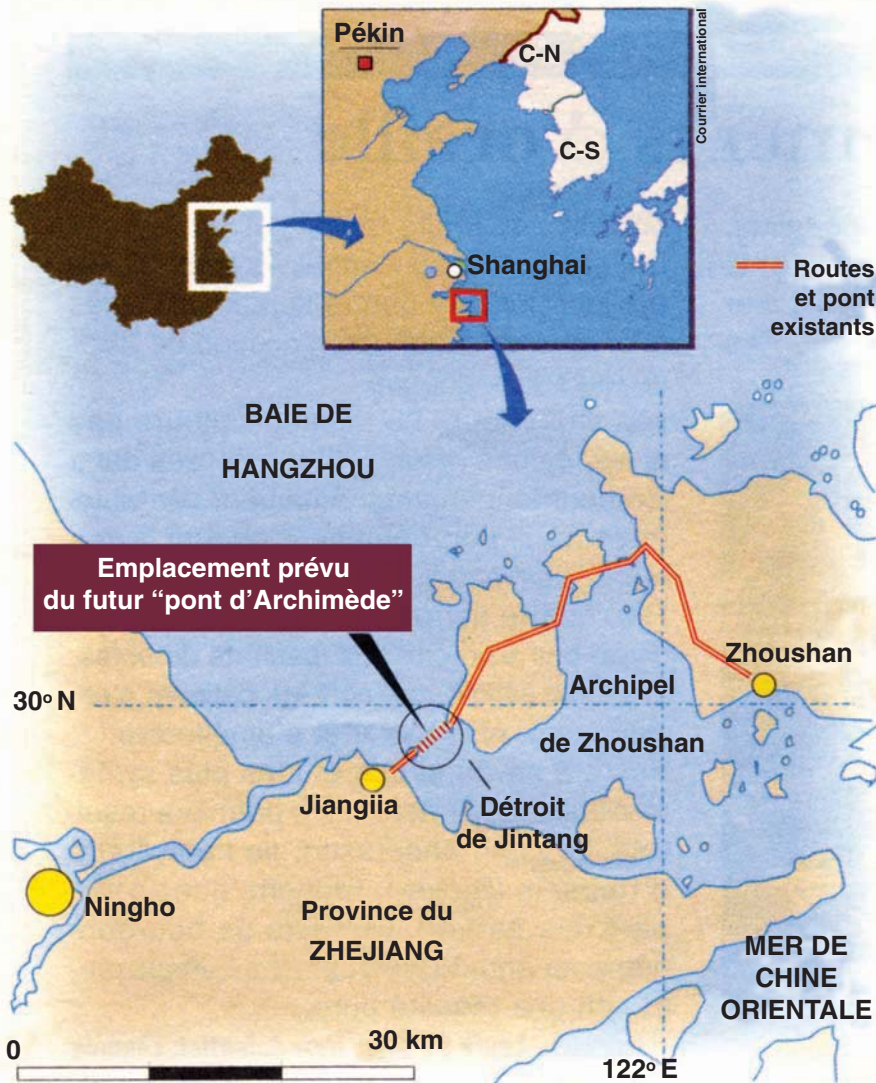 Pékin
C-N
C-S
Courrier international
Shanghai
Routes
et pont
existants
BAIE DE
HANGZHOU
Emplacement prévu
du futur “pont d’Archimède”
Zhoushan
30° N
Archipel
de Zhoushan
Jiangiia
Détroit
de Jintang
Ningho
Province du
ZHEJIANG
MER DE
CHINE
ORIENTALE
0
30 km
122° E